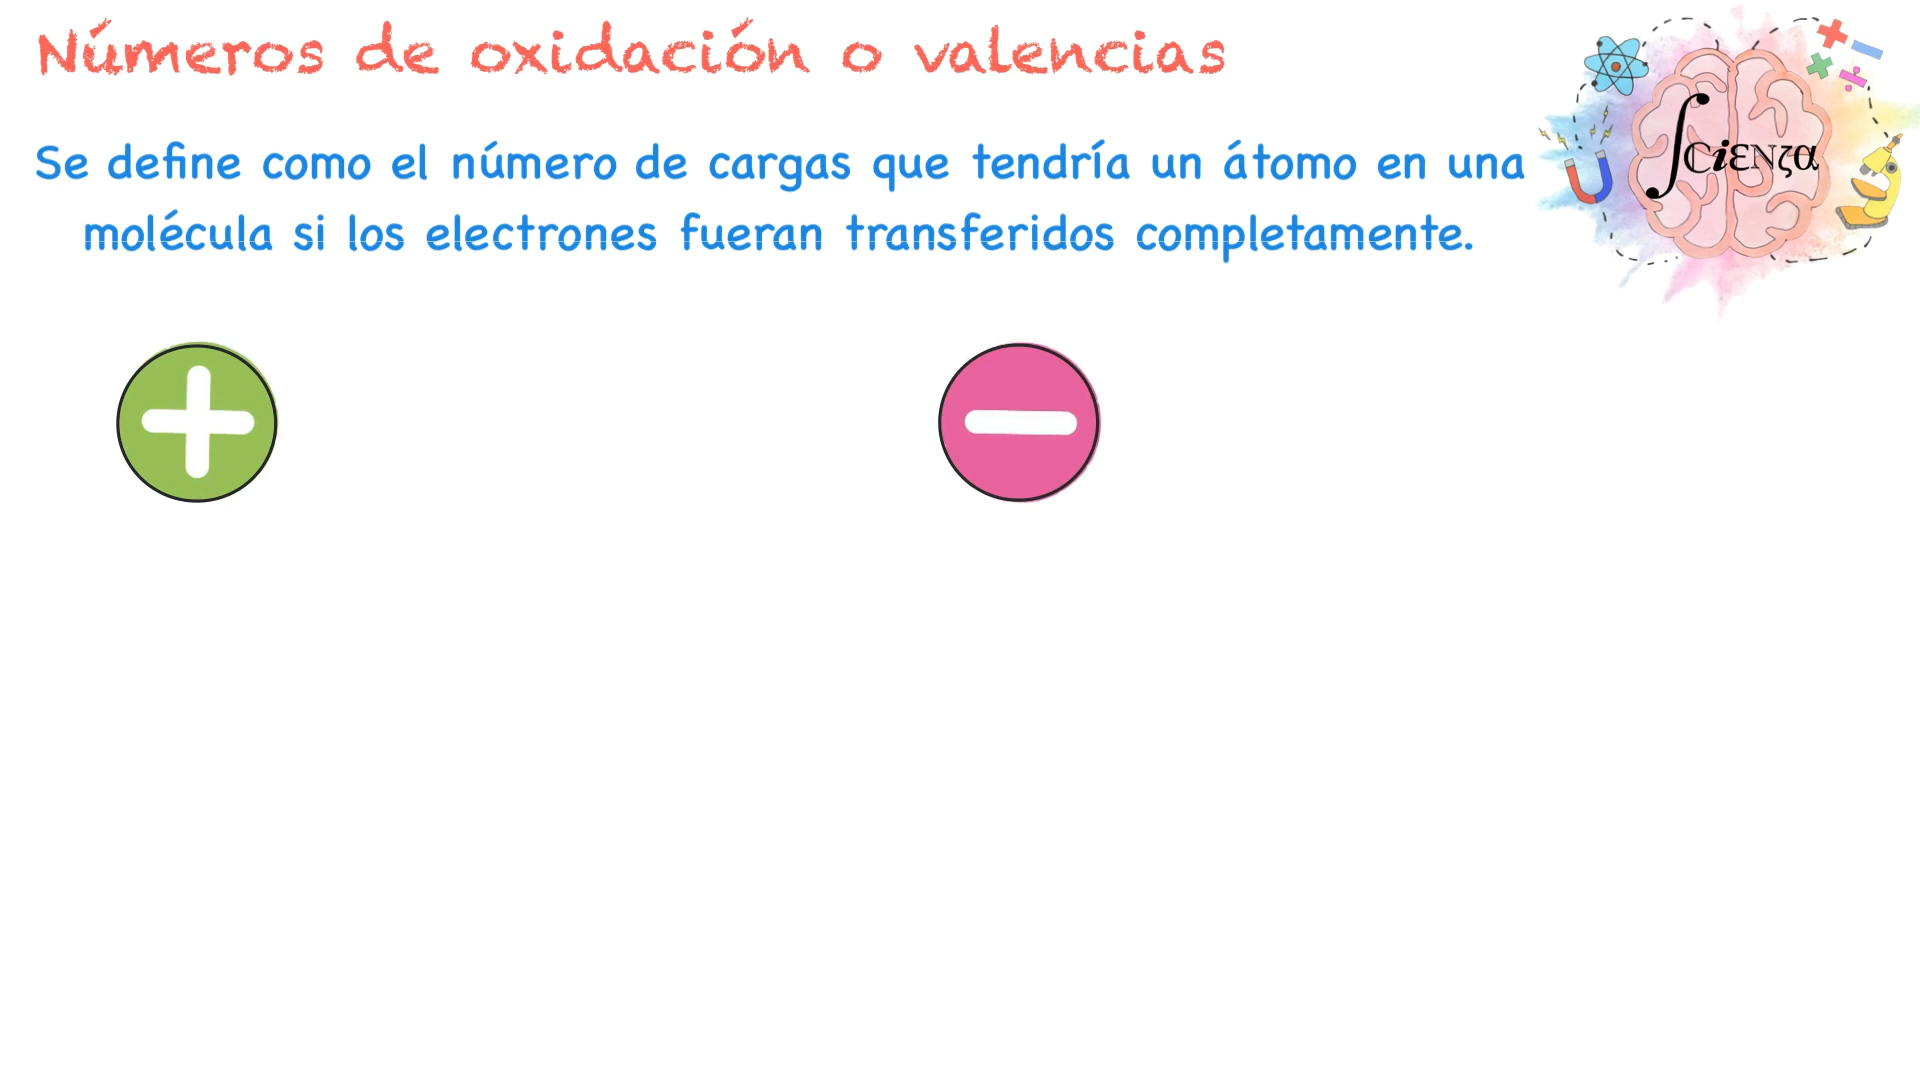 Números de oxidación o valencias
Se define como el número de cargas que tendría un átomo en una
molécula si los electrones fueran transferidos completamente.
∫CiENζα